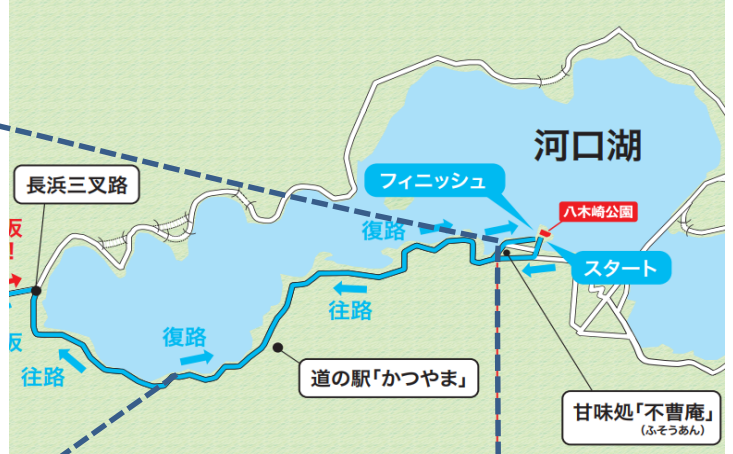 河口湖
長浜三叉路
フィニッシュ
八木崎公園
坂
!
復路
スタート
往路
坂
復路
往路
道の駅「かつやま」
甘味処「不曹庵」
(ふそうあん)